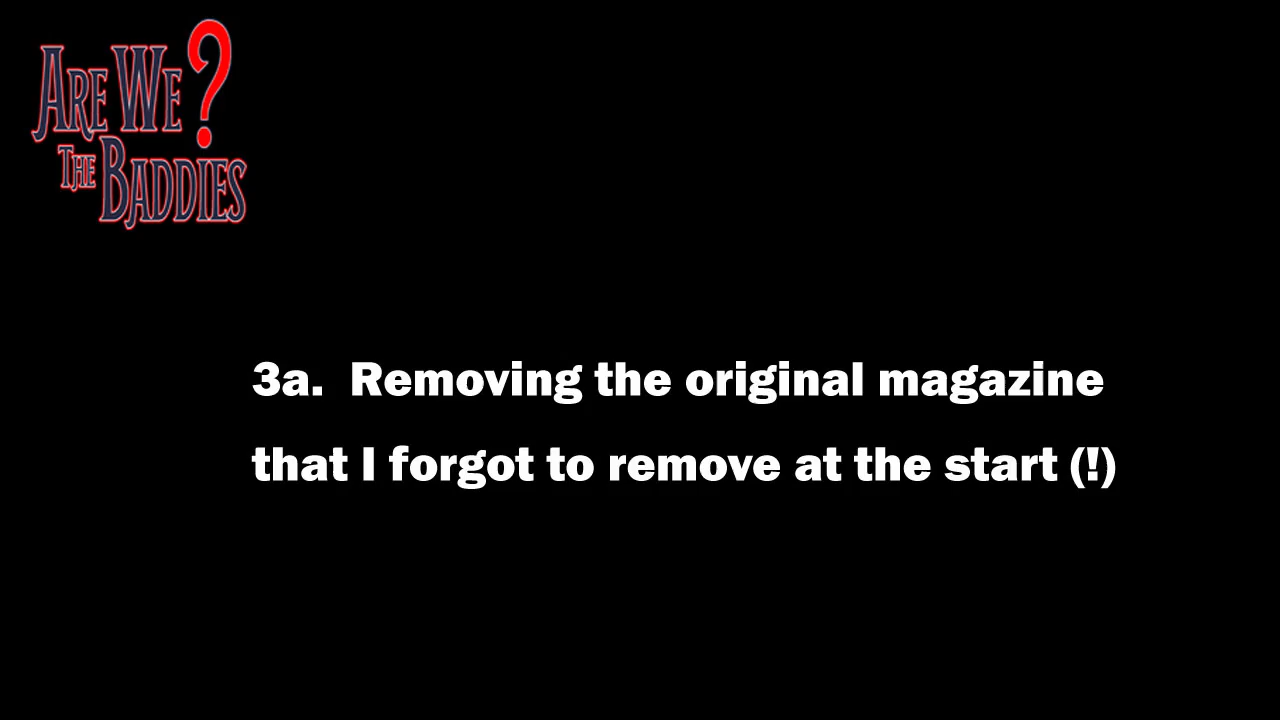 ARE WE?
THE BADDIES
3a.  Removing the original magazine
that I forgot to remove at the start (!)